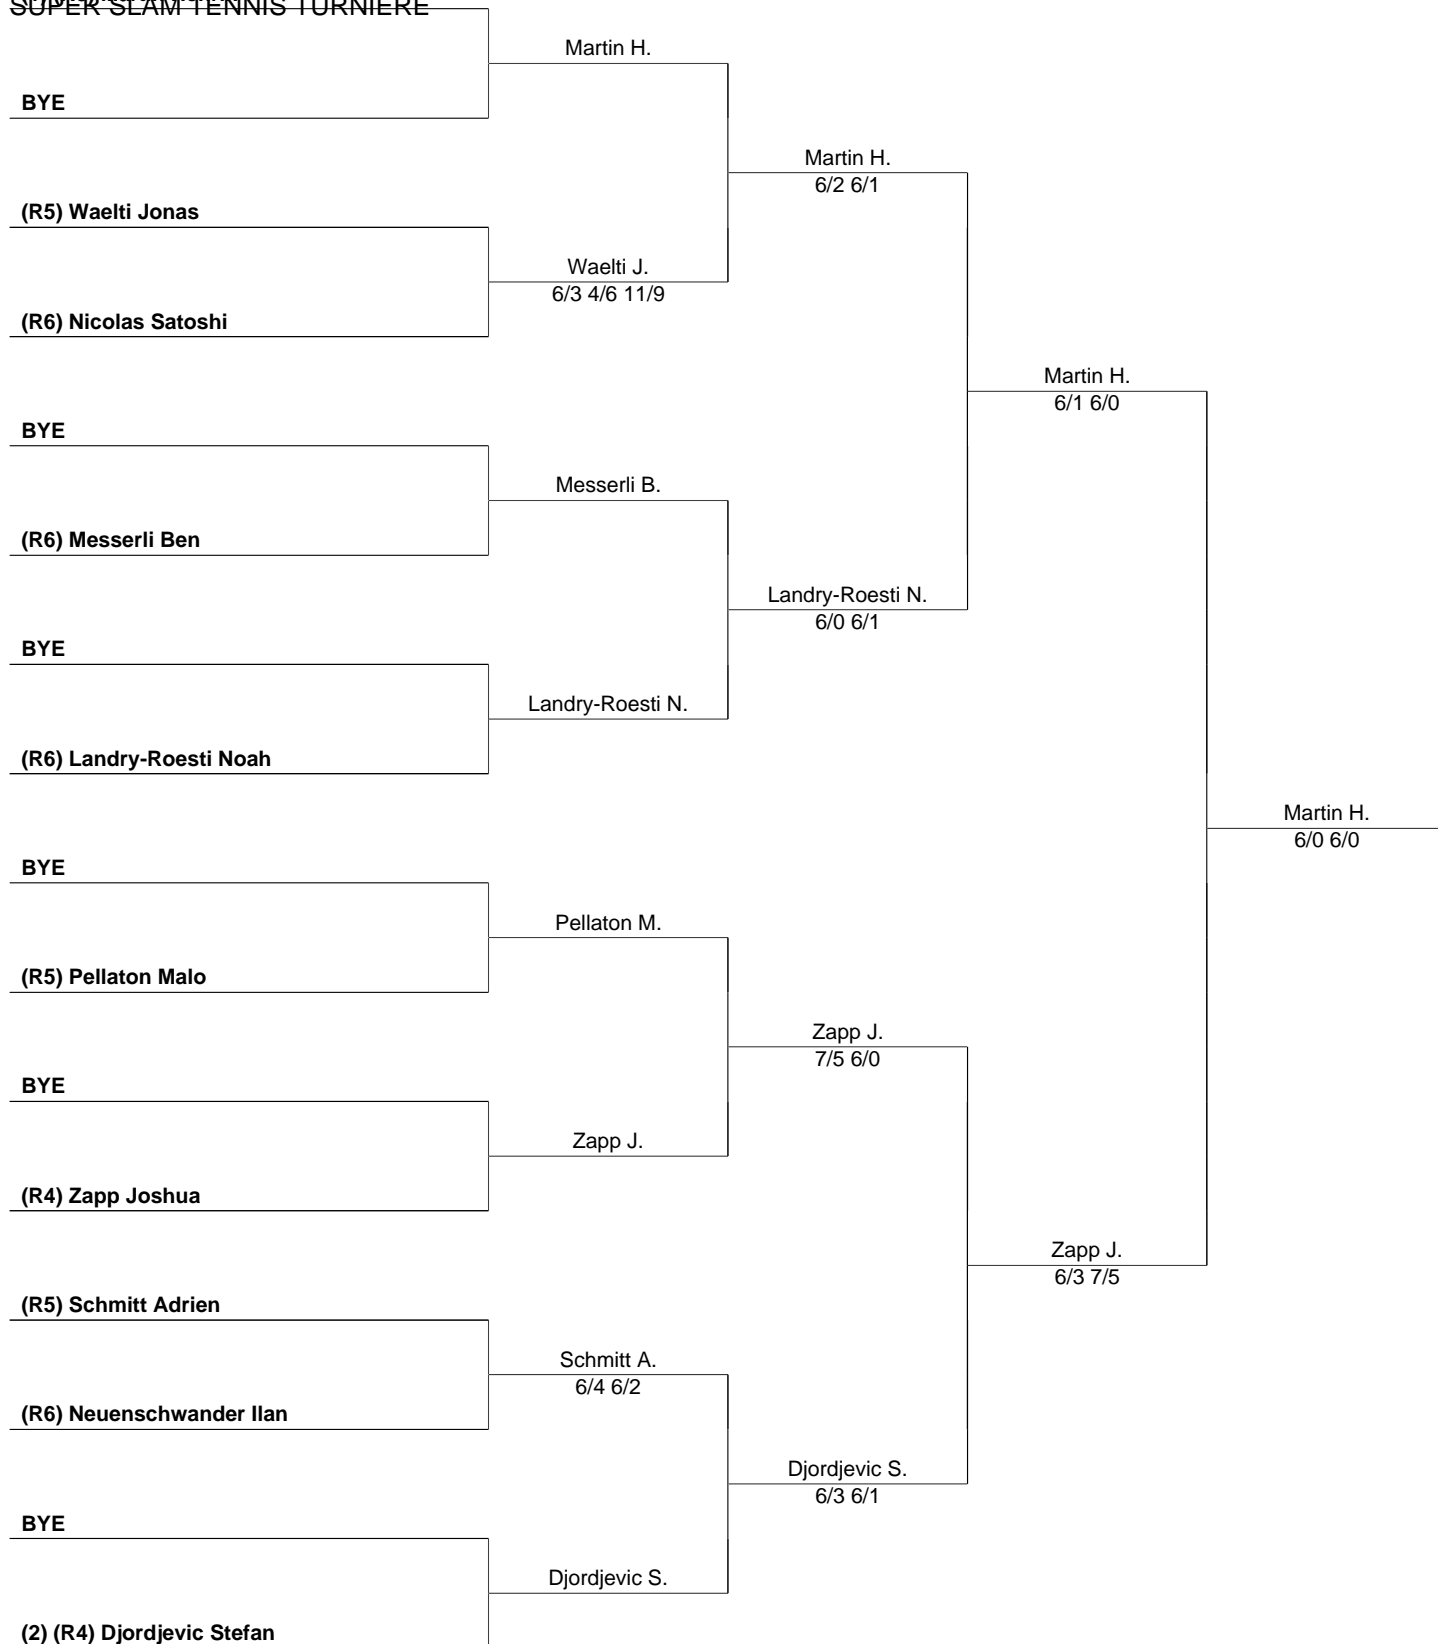 SUPER SLAM TENNIS TURNIERE
Martin H.
BYE
Martin H.
6/2 6/1
(R5) Waelti Jonas
Waelti J.
6/3 4/6 11/9
(R6) Nicolas Satoshi
Martin H.
6/1 6/0
BYE
Messerli B.
(R6) Messerli Ben
Landry-Roesti N.
6/0 6/1
BYE
Landry-Roesti N.
(R6) Landry-Roesti Noah
Martin H.
6/0 6/0
BYE
Pellaton M.
(R5) Pellaton Malo
Zapp J.
7/5 6/0
BYE
Zapp J.
(R4) Zapp Joshua
Zapp J.
6/3 7/5
(R5) Schmitt Adrien
Schmitt A.
6/4 6/2
(R6) Neuenschwander Ilan
Djordjevic S.
6/3 6/1
BYE
Djordjevic S.
(2) (R4) Djordjevic Stefan